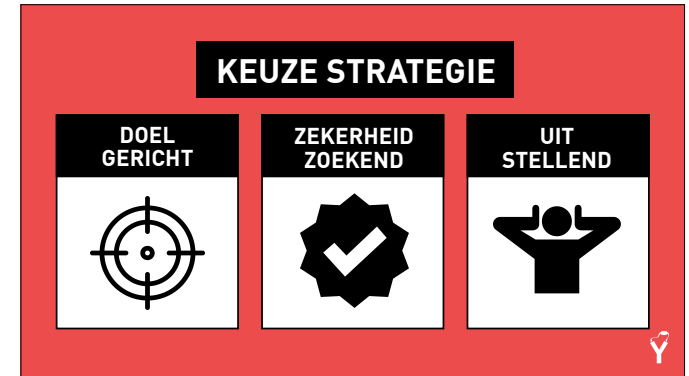 KEUZE STRATEGIE
DOEL
GERICHT
ZEKERHEID
ZOEKEND
UIT
STELLEND
Y